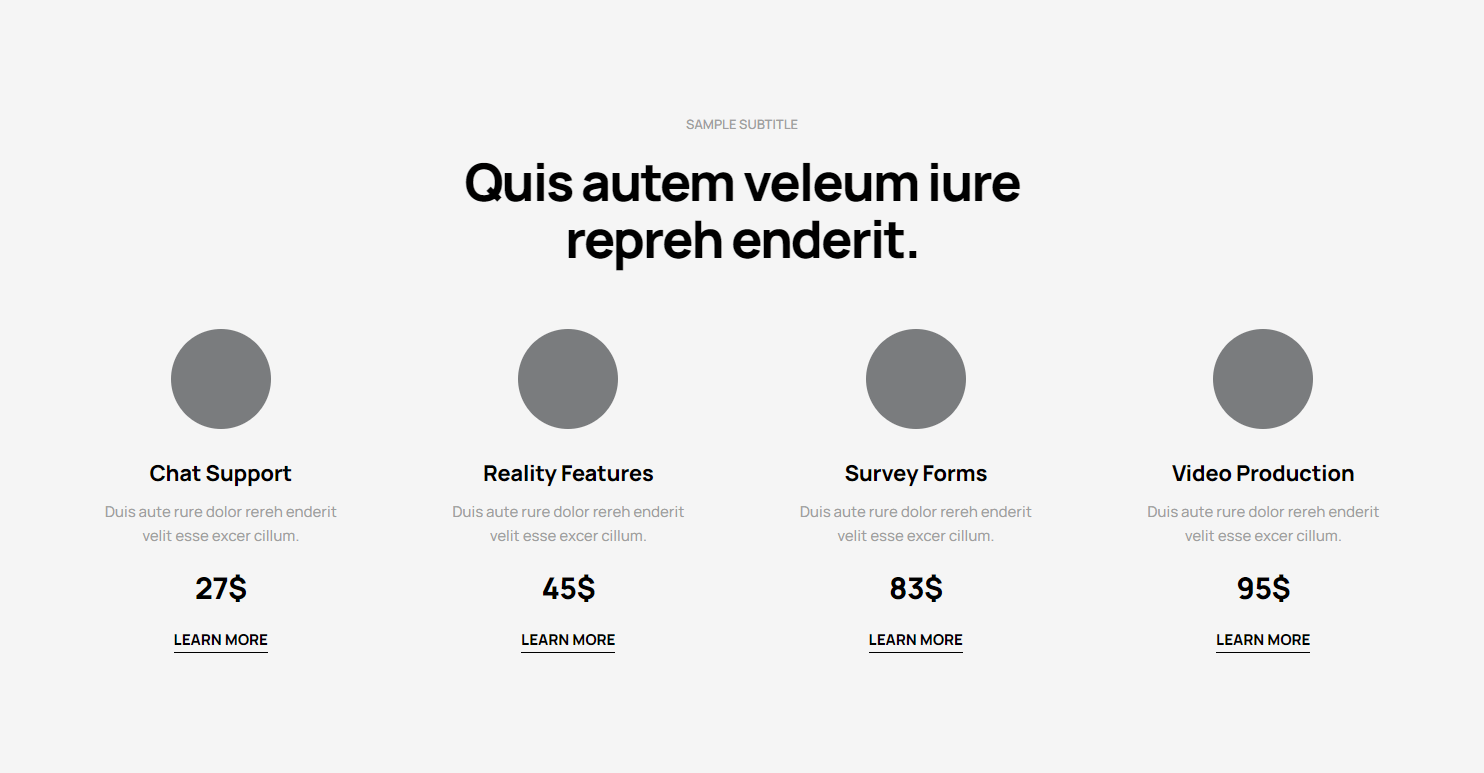 SAMPLE SUBTITLE
Quis autem veleum iure
repreh enderit.
Chat Support
Duis aute rure dolor rereh enderit
velit esse excer cillum.
27$
LEARN MORE
Reality Features
Duis aute rure dolor rereh enderit
velit esse excer cillum.
45$
LEARN MORE
Survey Forms
Duis aute rure dolor rereh enderit
velit esse excer cillum.
83$
LEARN MORE
Video Production
Duis aute rure dolor rereh enderit
velit esse excer cillum.
95$
LEARN MORE